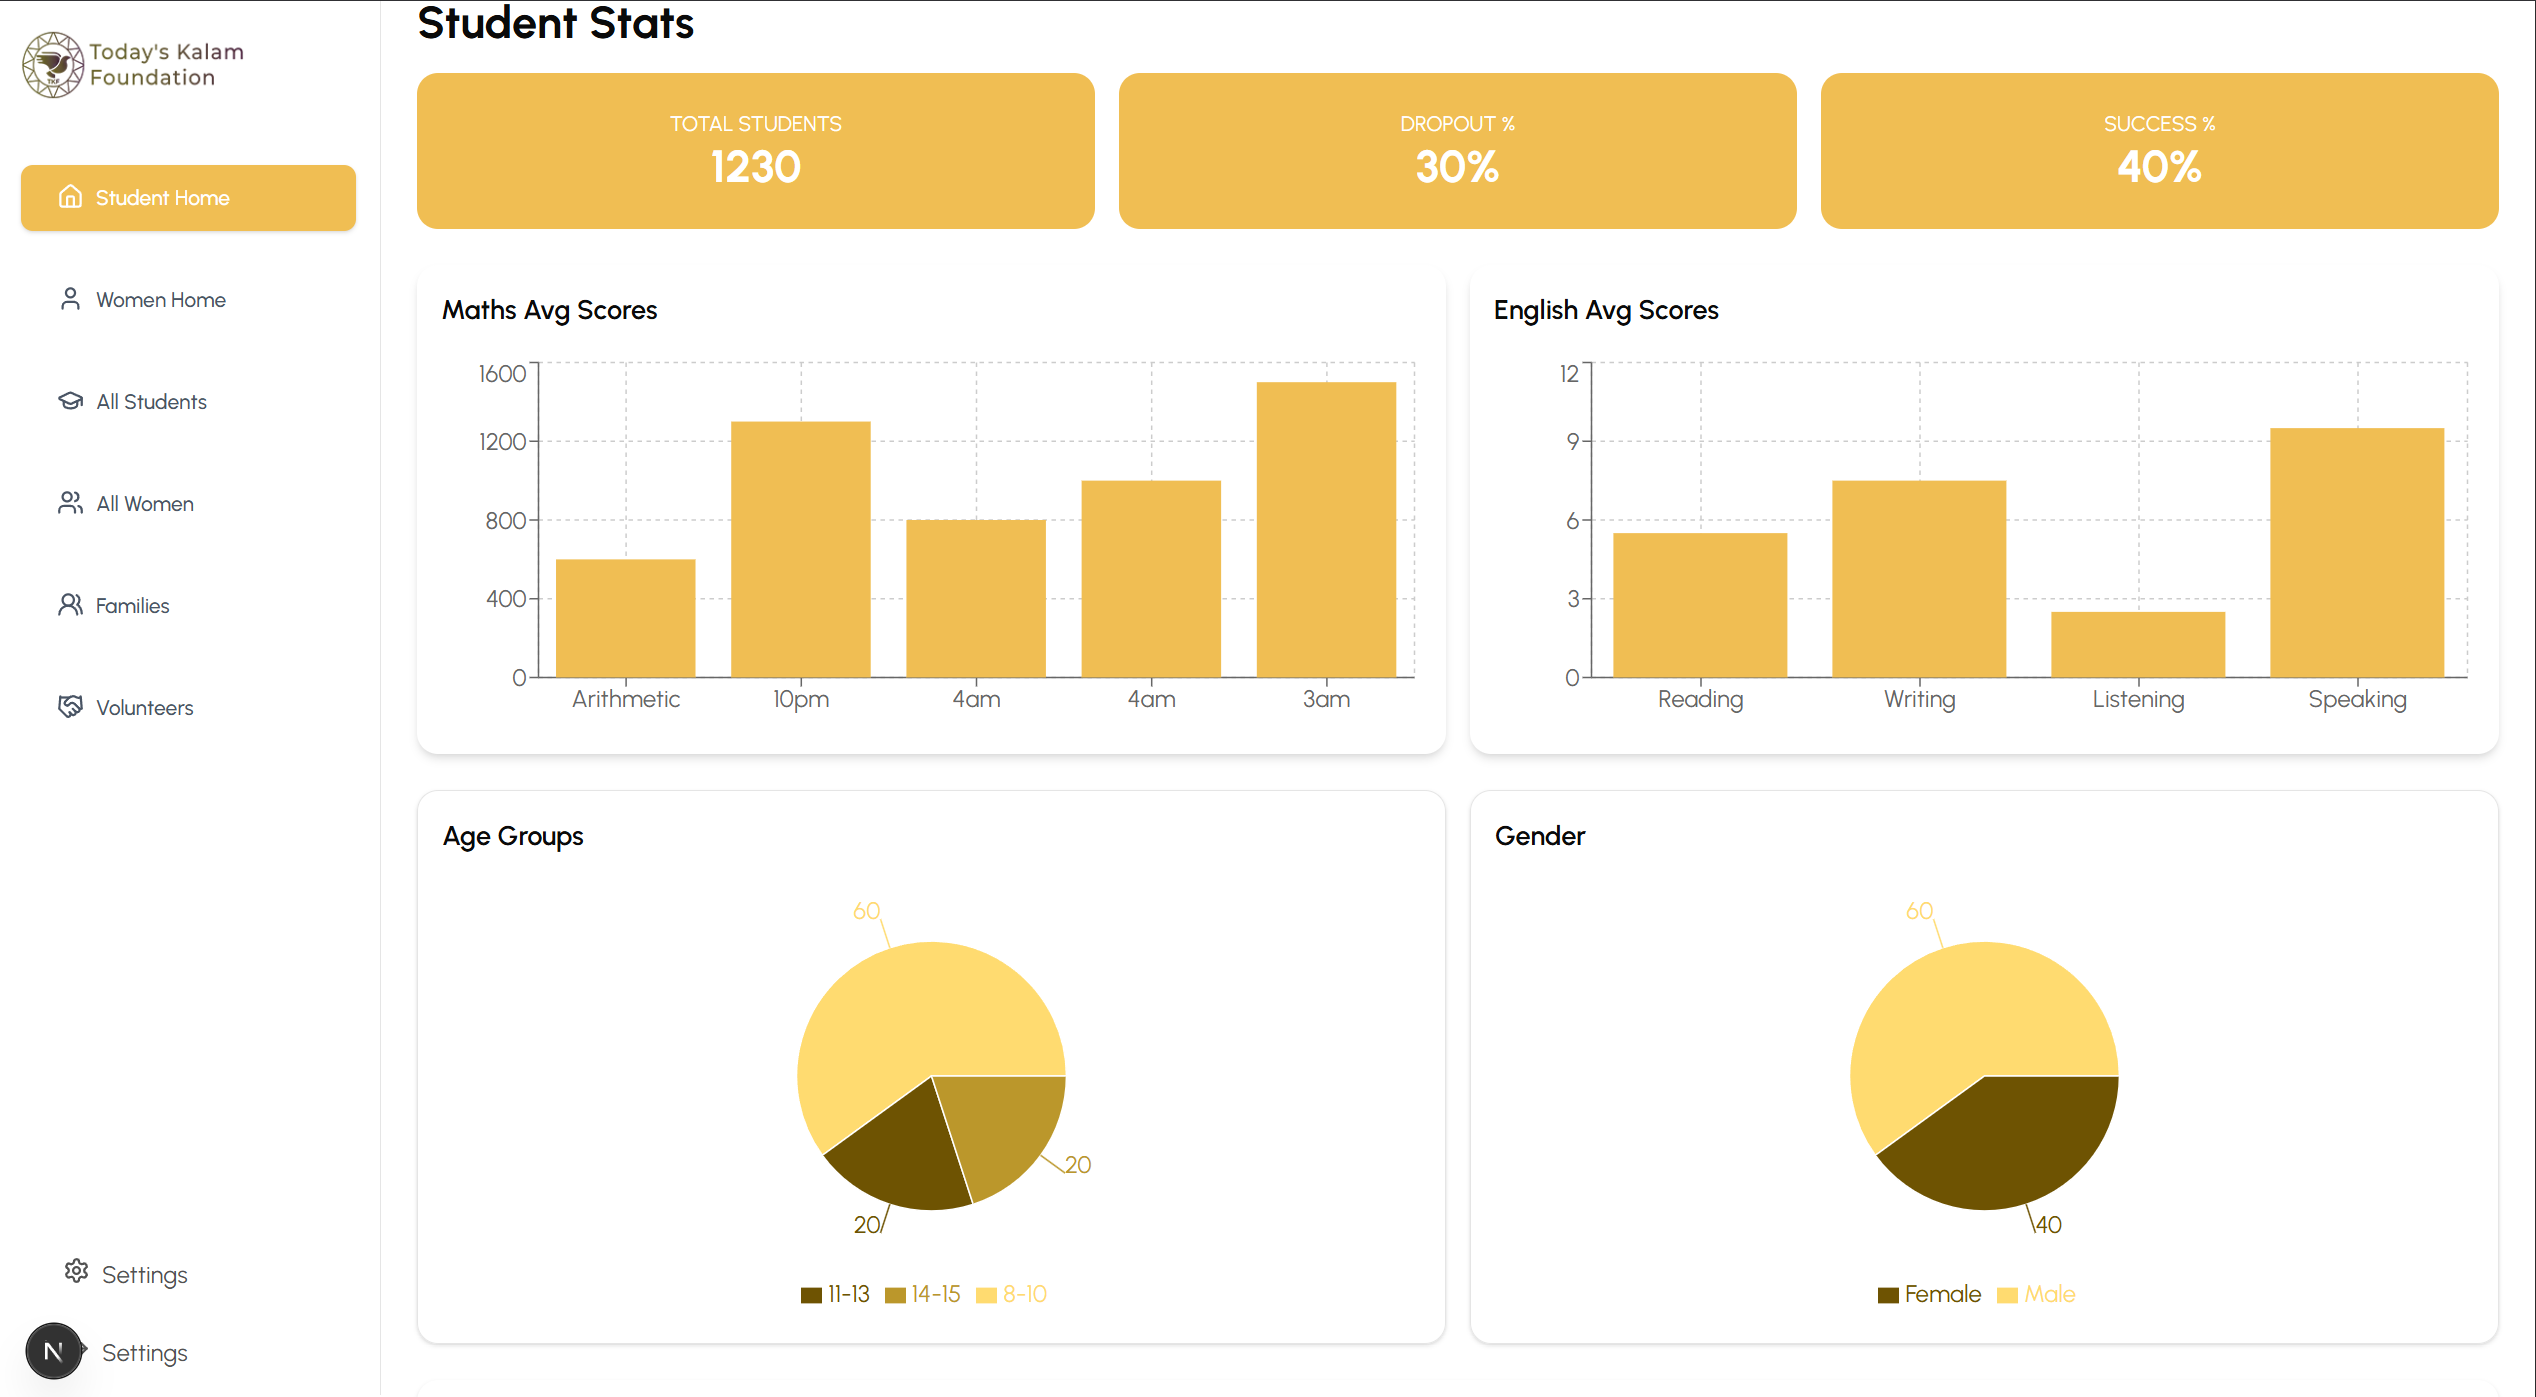 Today's Kalam
Foundation
TKF
Student Home
Women Home
All Students
All Women
Families
Volunteers
Settings
N
Settings
Student Stats
TOTAL STUDENTS
1230
DROPOUT %
30%
SUCCESS %
40%
Maths Avg Scores
1600
1200
800
400
0
Arithmetic 10pm 4am 4am 3am
English Avg Scores
12
9
6
3
0
Reading Writing Listening Speaking
Age Groups
60
20
20
11-13 14-15 8-10
Gender
60
40
Female Male